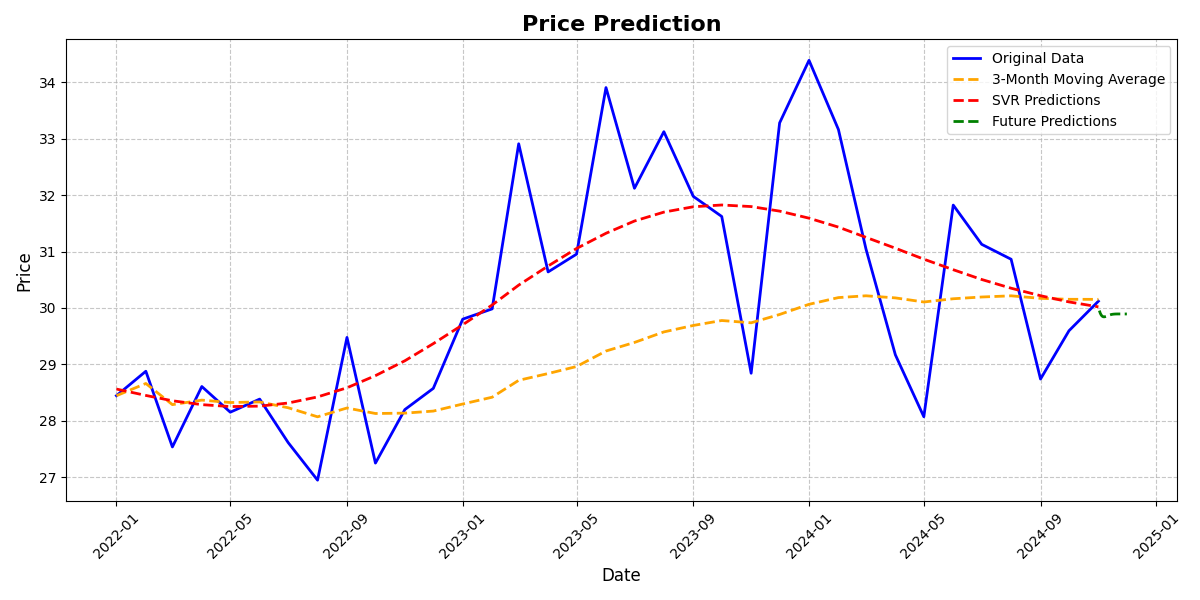 Price Prediction
Original Data
3-Month Moving Average
SVR Predictions
Future Predictions
Price
34
33
32
31
30
29
28
27
2022-01
2022-05
2022-09
2023-01
2023-05
2023-09
2024-01
2024-05
2024-09
2025-01
Date